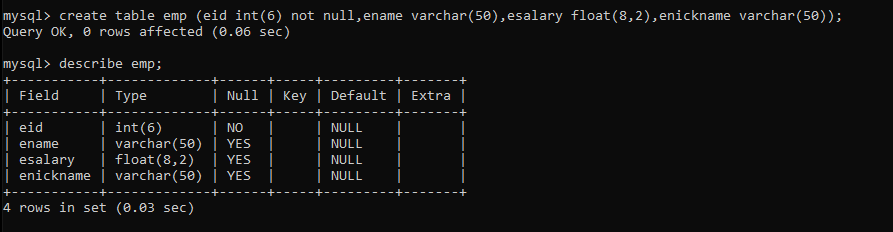 mysql> create table emp (eid int(6) not null,ename varchar(50),esalary float(8,2),enickname varchar(50));
Query OK, 0 rows affected (0.06 sec)

mysql> describe emp;
+-----------+-------------+------+-----+---------+-------+
| Field     | Type        | Null | Key | Default | Extra |
+-----------+-------------+------+-----+---------+-------+
| eid       | int(6)      | NO   |     | NULL    |       |
| ename     | varchar(50) | YES  |     | NULL    |       |
| esalary   | float(8,2)  | YES  |     | NULL    |       |
| enickname | varchar(50) | YES  |     | NULL    |       |
+-----------+-------------+------+-----+---------+-------+
4 rows in set (0.03 sec)